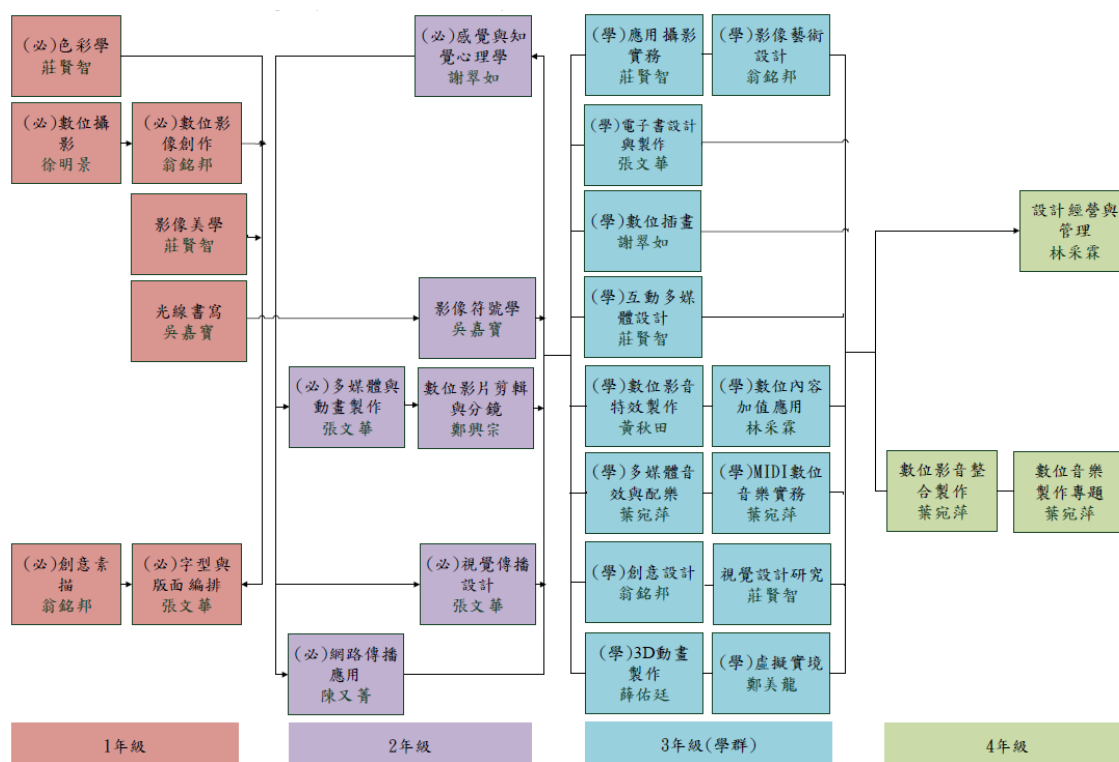 (必)色彩學
莊賢智
(必)數位攝
影
徐明景
(必)數位影
像創作
翁銘邦
影像美學
莊賢智
光線書寫
吳嘉寶
(必)創意素
描
翁銘邦
(必)字型與
版面編排
張文華
1年級
(必)感覺與知
覺心理學
謝翠如
影像符號學
吳嘉寶
(必)多媒體與
動畫製作
張文華
數位影片剪輯
與分鏡
鄭興宗
(必)視覺傳播
設計
張文華
(必)網路傳播
應用
陳又菁
2年級
(學)應用攝影
實務
莊賢智
(學)影像藝術
設計
翁銘邦
(學)電子書設計
與製作
張文華
(學)數位插畫
謝翠如
(學)互動多媒
體設計
莊賢智
(學)數位影音
特效製作
黃秋田
(學)數位內容
加值應用
林采霖
(學)多媒體音
效與配樂
葉宛萍
(學)MIDI數位
音樂實務
葉宛萍
(學)創意設計
翁銘邦
視覺設計研究
莊賢智
(學)3D動畫
製作
薛佑廷
(學)虛擬實境
鄭美龍
3年級(學群)
設計經營與
管理
林采霖
數位影音整
合製作
葉宛萍
數位音樂
製作專題
葉宛萍
4年級